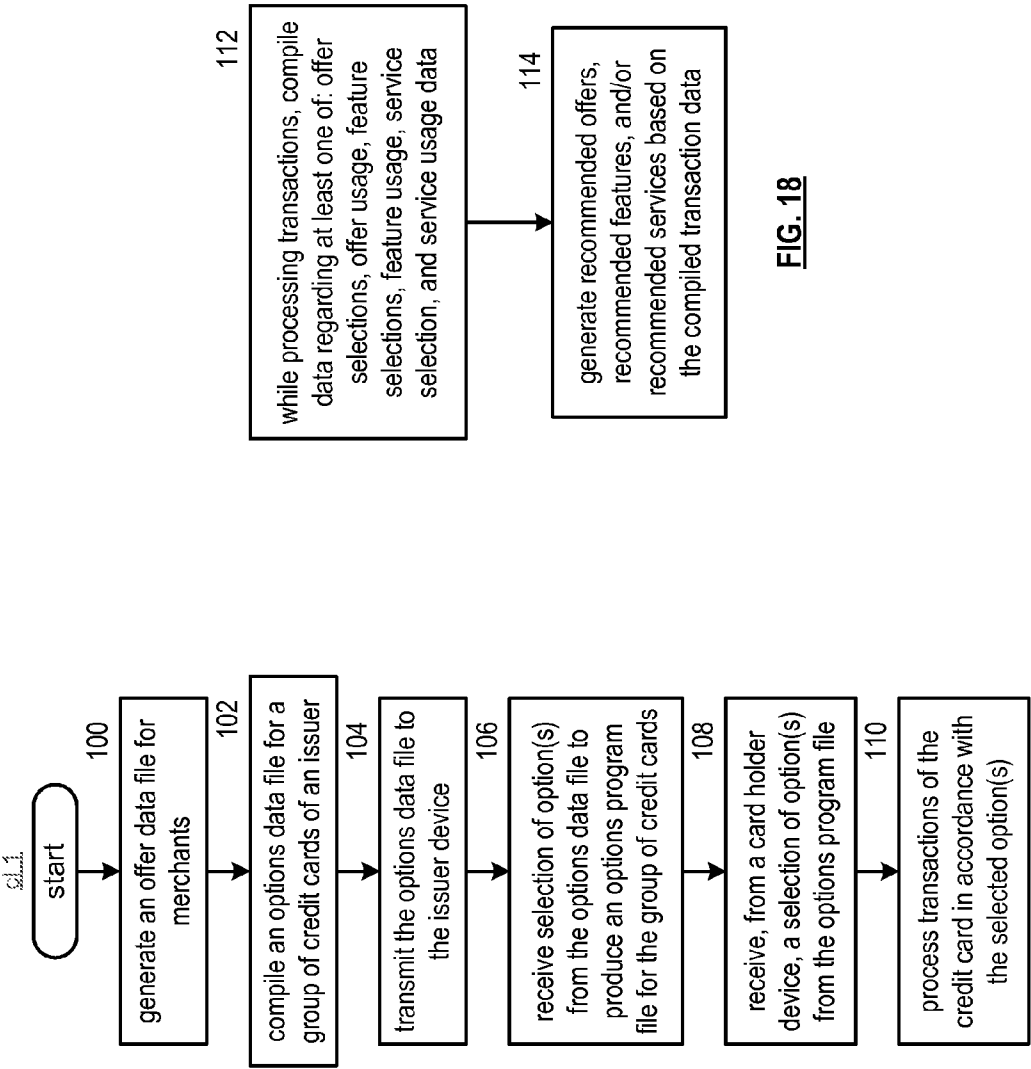 cl 1
start
100
generate an offer data file for
merchants
102
compile an options data file for a
group of credit cards of an issuer
104
transmit the options data file to
the issuer device
106
receive selection of option(s)
from the options data file to
produce an options program
file for the group of credit cards
108
receive, from a card holder
device, a selection of option(s)
from the options program file
110
process transactions of the
credit card in accordance with
the selected option(s)
112
while processing transactions, compile
data regarding at least one of: offer
selections, offer usage, feature
selections, feature usage, service
selection, and service usage data
114
generate recommended offers,
recommended features, and/or
recommended services based on
the compiled transaction data
FIG. 18